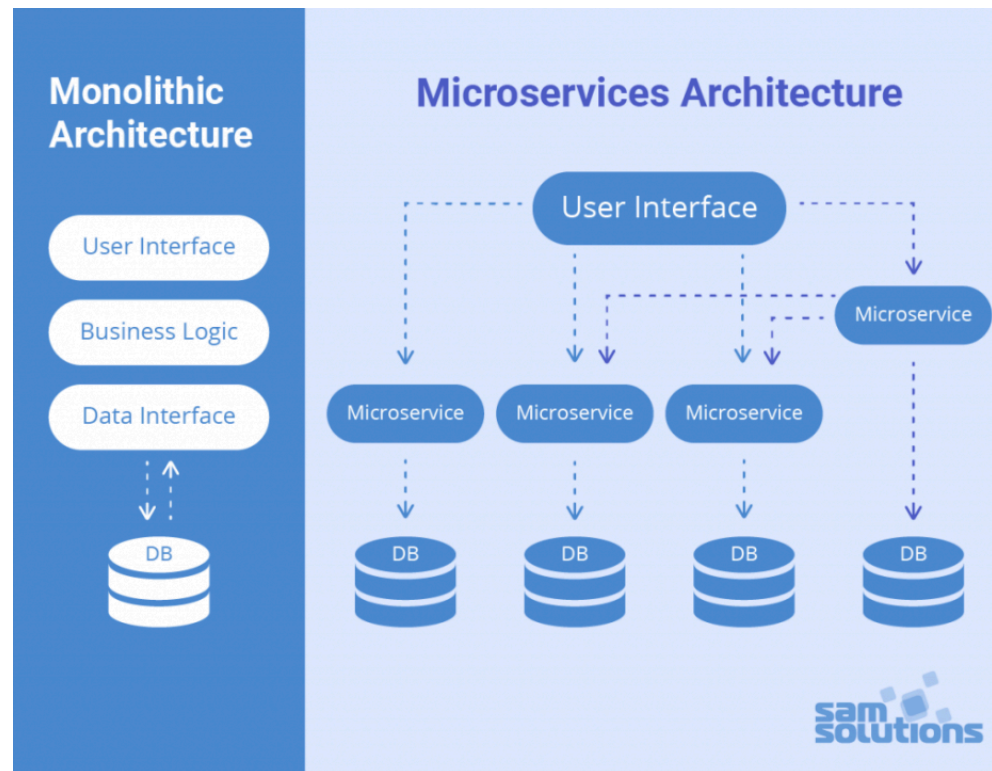 Monolithic
Architecture
User Interface
Business Logic
Data Interface
DB
Microservices Architecture
User Interface
Microservice
Microservice
Microservice
Microservice
DB
DB
DB
DB
sam
solutions